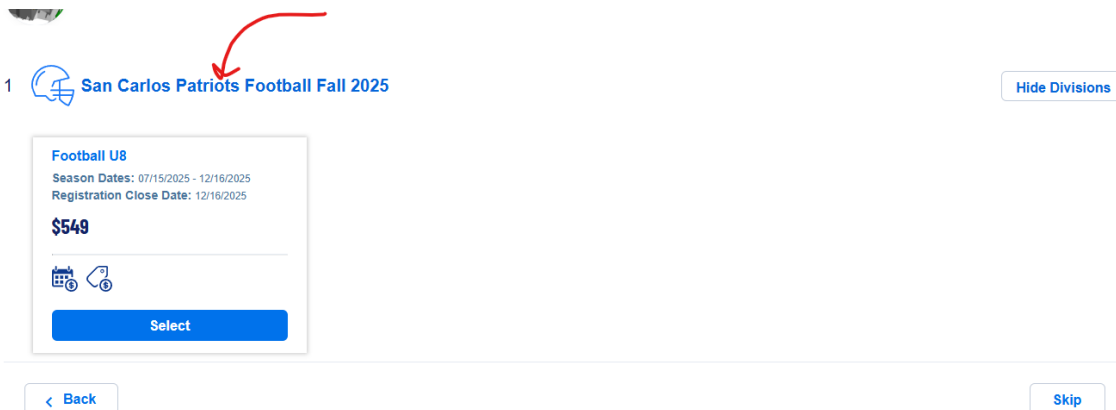 1 San Carlos Patriots Football Fall 2025
Hide Divisions
Football U8
Season Dates: 07/15/2025 - 12/16/2025
Registration Close Date: 12/16/2025
$549
Select
Back
Skip